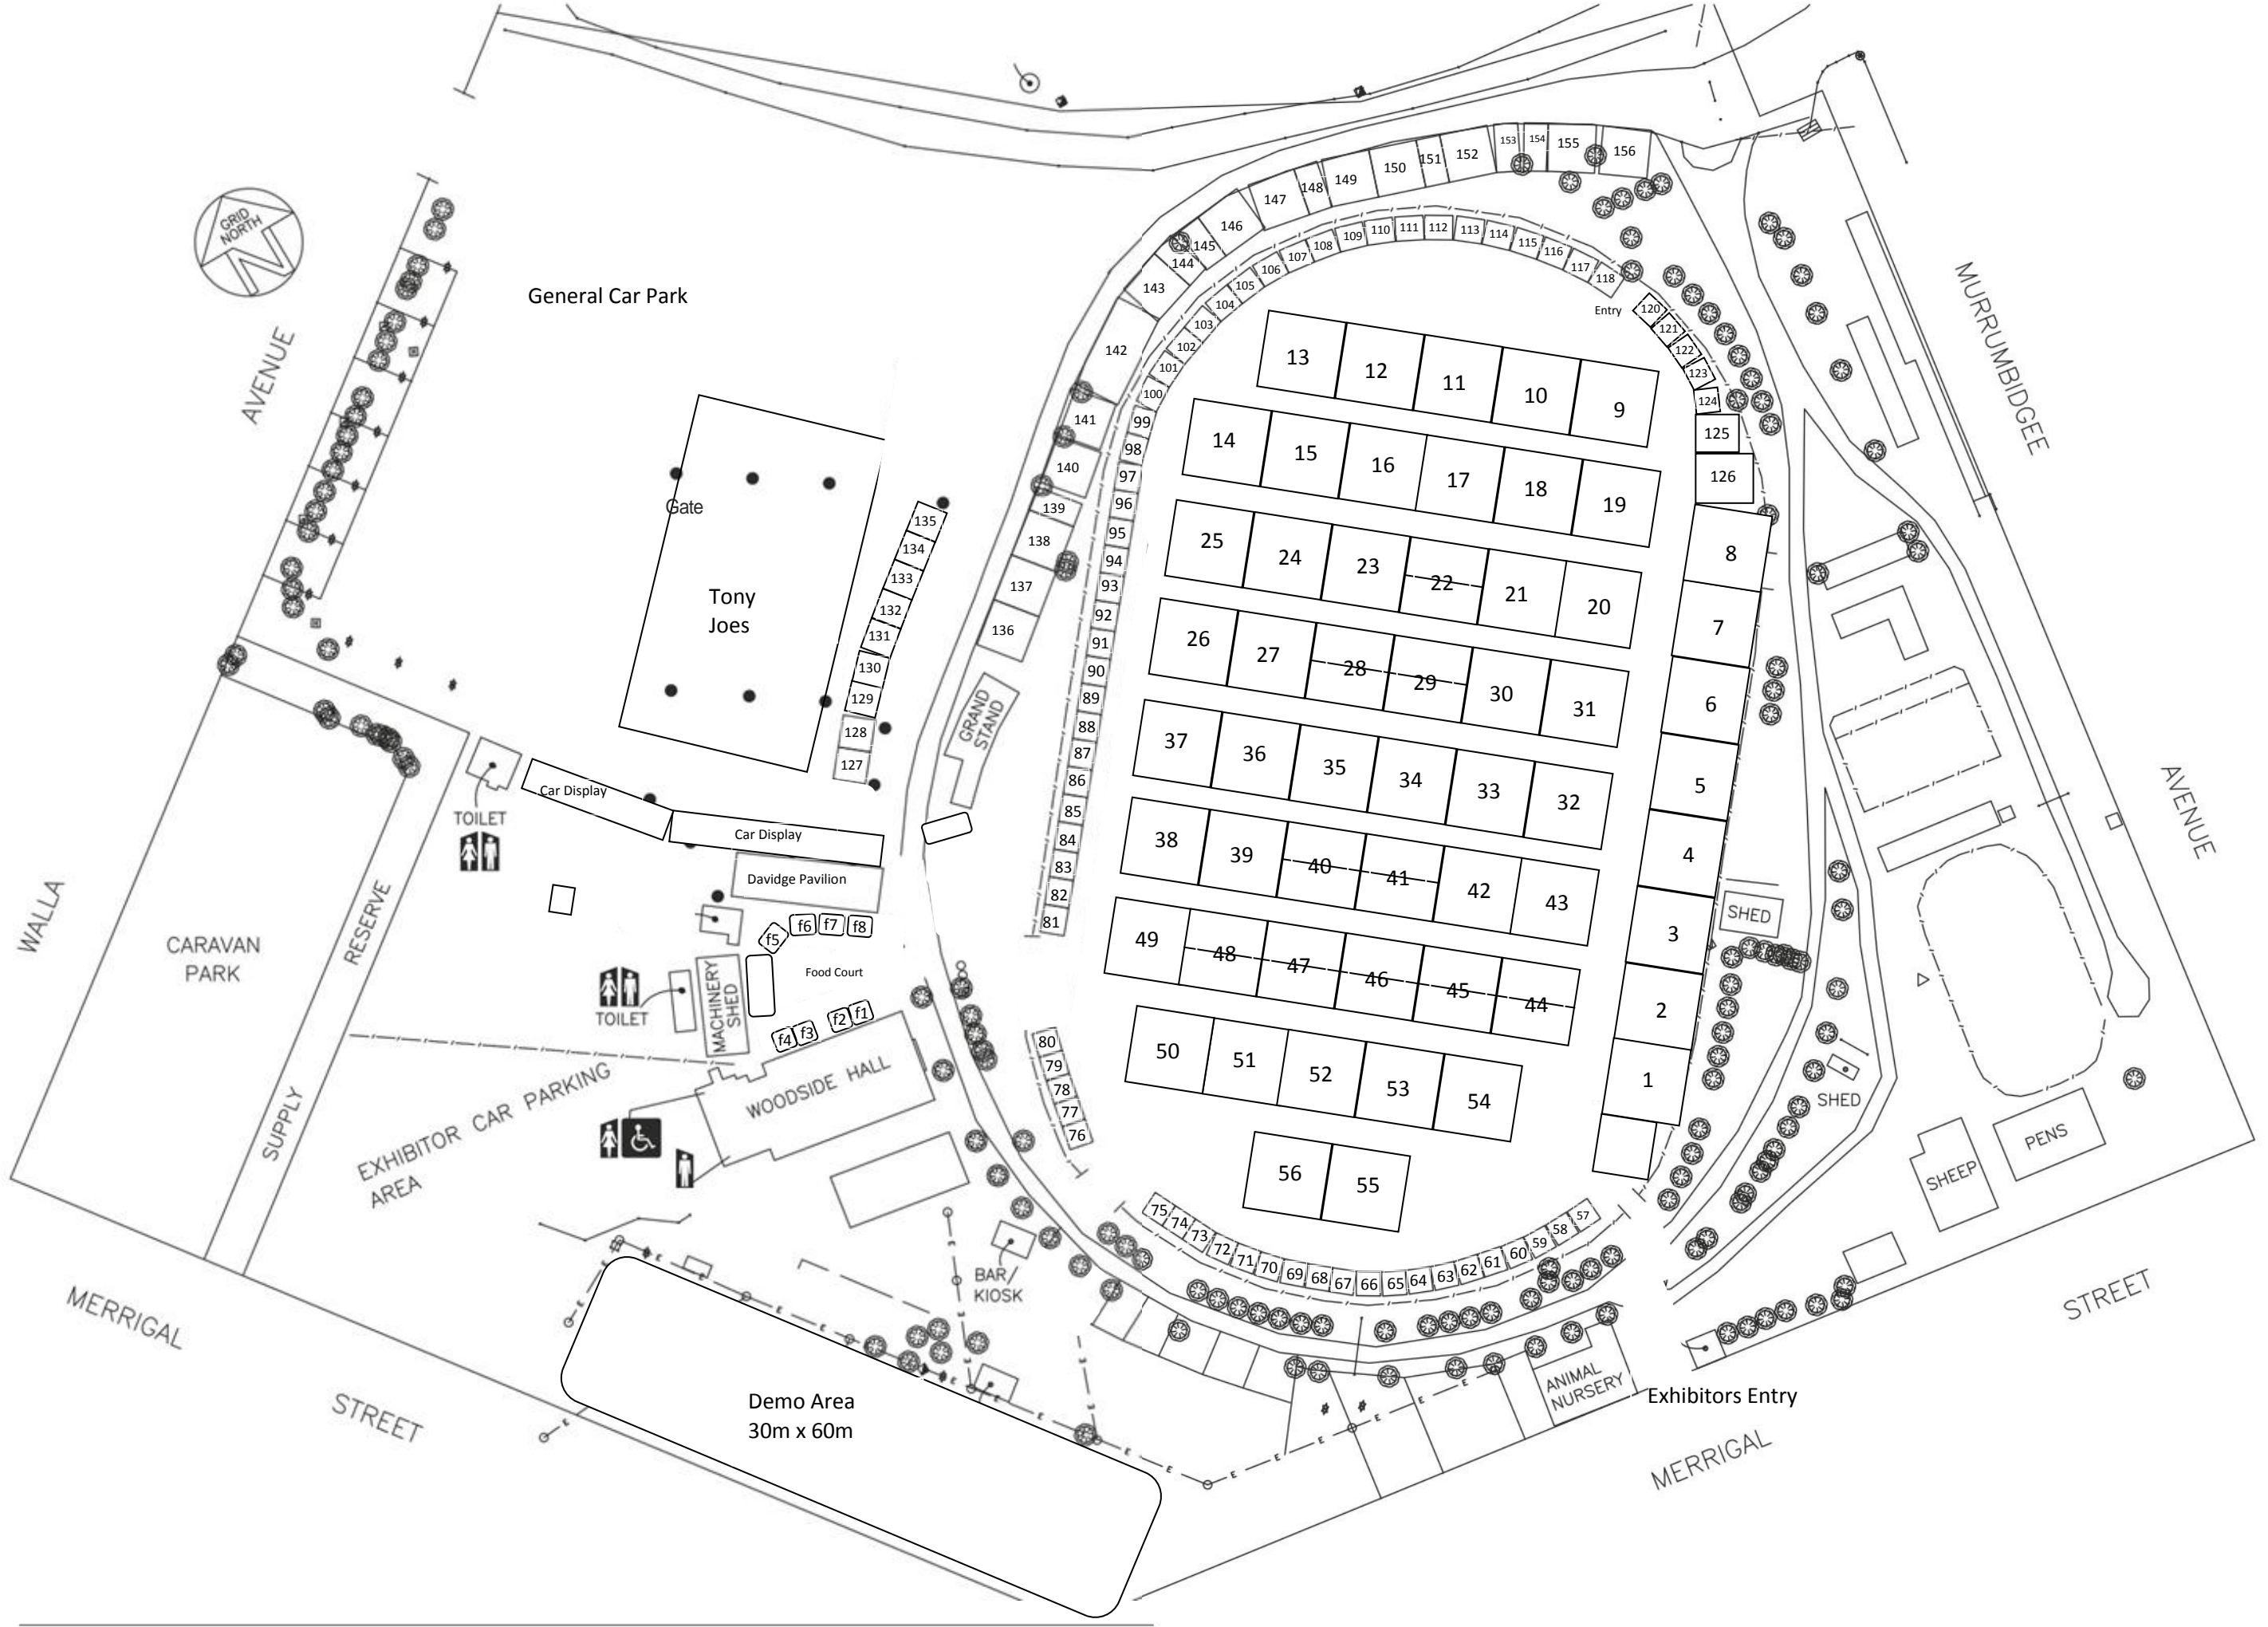 153
154
155
156
152
151
150
149
148
147
146
145
144
143
142
141
140
139
138
137
136
GRID
NORTH
AVENUE
General Car Park
MURRUMBIDGEE
AVENUE
109
110
111
112
113
114
115
116
117
118
108
107
106
105
104
103
102
101
100
99
98
97
96
95
94
93
92
91
90
89
88
87
86
85
84
83
82
81
Entry
120
121
122
123
124
125
126
13
12
11
10
9
14
15
16
17
18
19
25
24
23
22
21
20
26
27
28
29
30
31
37
36
35
34
33
32
38
39
40
41
42
43
49
48
47
46
45
44
50
51
52
53
54
56
55
8
7
6
5
4
3
2
1
Gate
Tony
Joes
135
134
133
132
131
130
129
128
127
GRAND
STAND
TOILET
Car Display
Car Display
Davidge Pavilion
f5
f6
f7
f8
Food Court
f4
f3
f2
f1
MACHINERY
SHED
TOILET
WALLA
CARAVAN
PARK
RESERVE
SUPPLY
EXHIBITOR CAR PARKING
AREA
WOODSIDE HALL
80
79
78
77
76
75
74
73
72
71
70
69
68
67
66
65
64
63
62
61
60
59
58
57
SHED
SHED
SHEEP
PENS
BAR/
KIOSK
MERRIGAL
STREET
Demo Area
30m x 60m
E
E
E
E
E
E
E
E
E
E
E
E
E
E
ANIMAL
NURSERY
Exhibitors Entry
MERRIGAL
STREET